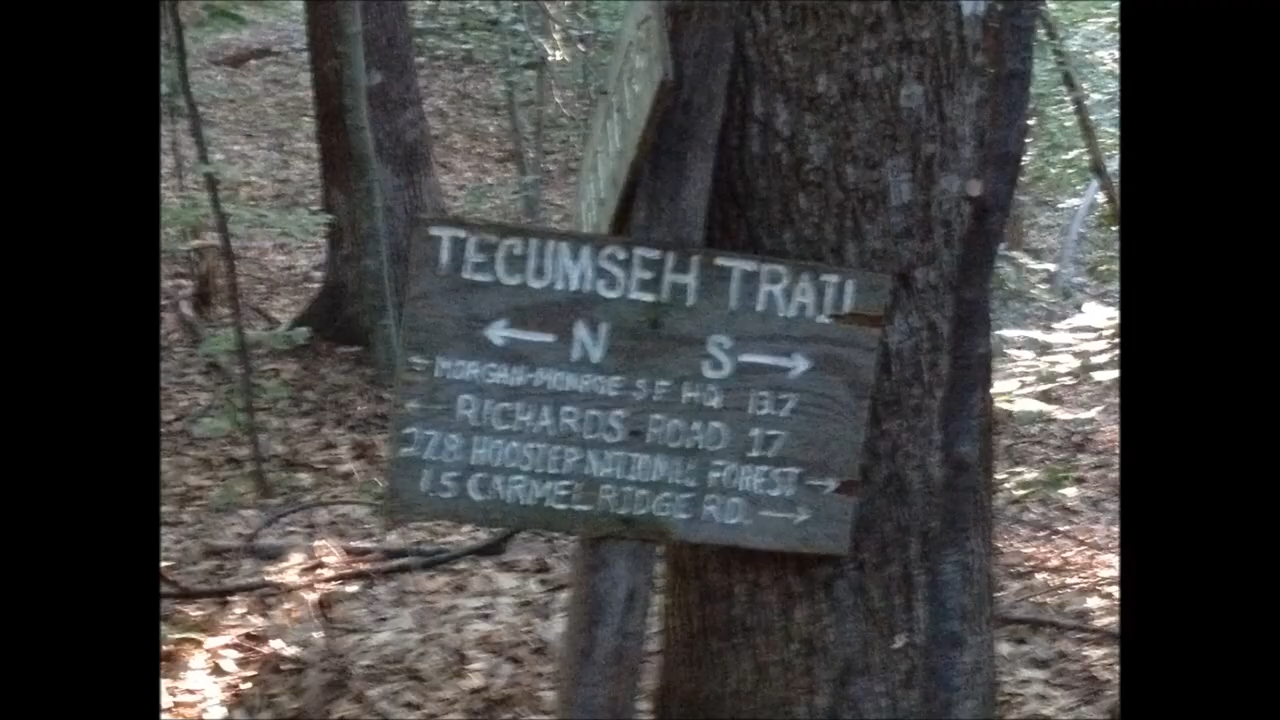 TECUMSEH TRAIL
← N S →
← MORGAN-MONROE S F HQ 13.7
← RICHARDS ROAD 17
27.8 HOOSIER NATIONAL FOREST →
1.5 CARMEL RIDGE RD. →